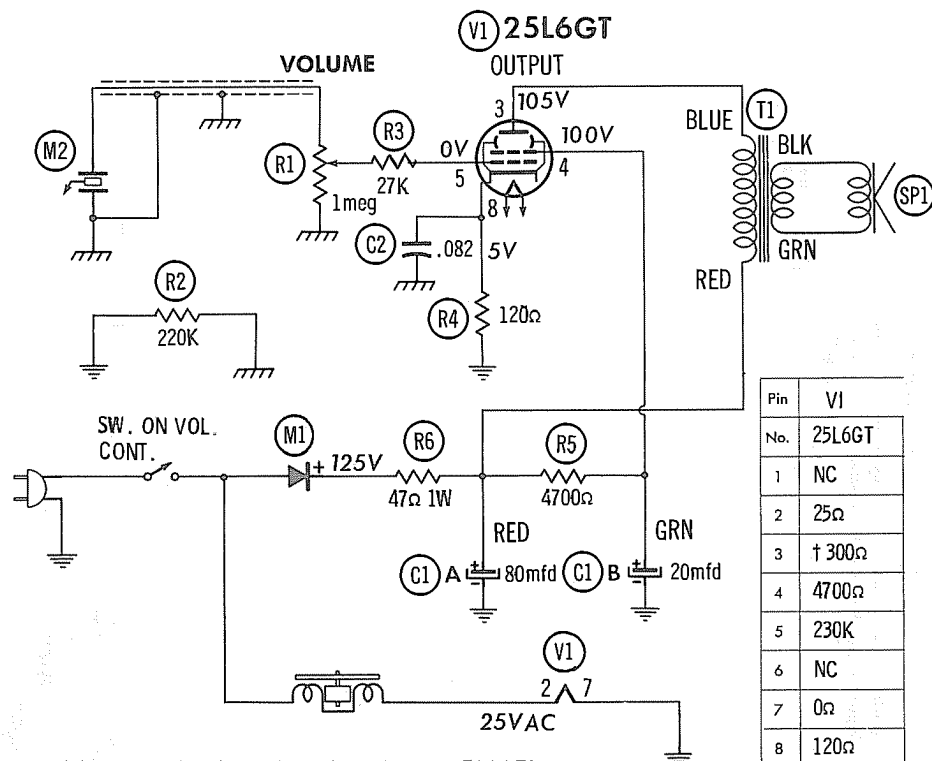 V1 25L6GT
OUTPUT
VOLUME
3 105V
BLUE
T1
BLK
M2
R3
0V
100V
R1
5
4
27K
SP1
1meg
8
C2
.082
5V
GRN
RED
R2
R4
120Ω
220K
SW. ON VOL.
CONT.
M1
+ 125V
R6
R5
47Ω 1W
4700Ω
RED
GRN
C1 A
+
-
80mfd
C1 B
+
-
20mfd
V1
2 7
25VAC
Pin V1
No. 25L6GT
1 NC
2 25Ω
3 † 300Ω
4 4700Ω
5 230K
6 NC
7 0Ω
8 120Ω